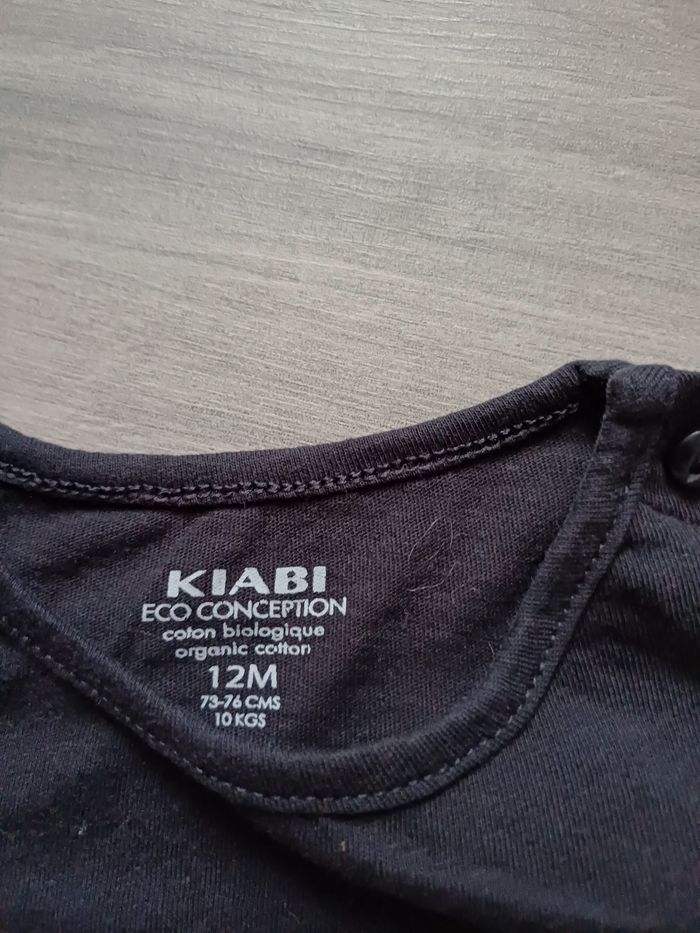 KIABI
ECO CONCEPTION
coton biologique
organic cotton
12M
73-76 CMS
10 KGS